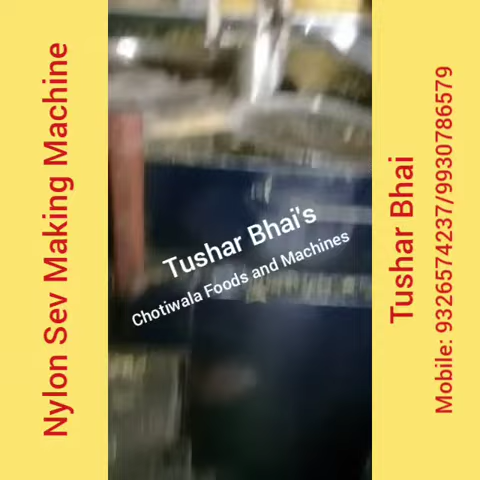 Nylon Sev Making Machine
Tushar Bhai's
Chotiwala Foods and Machines
Tushar Bhai
Mobile: 9326574237/9930786579